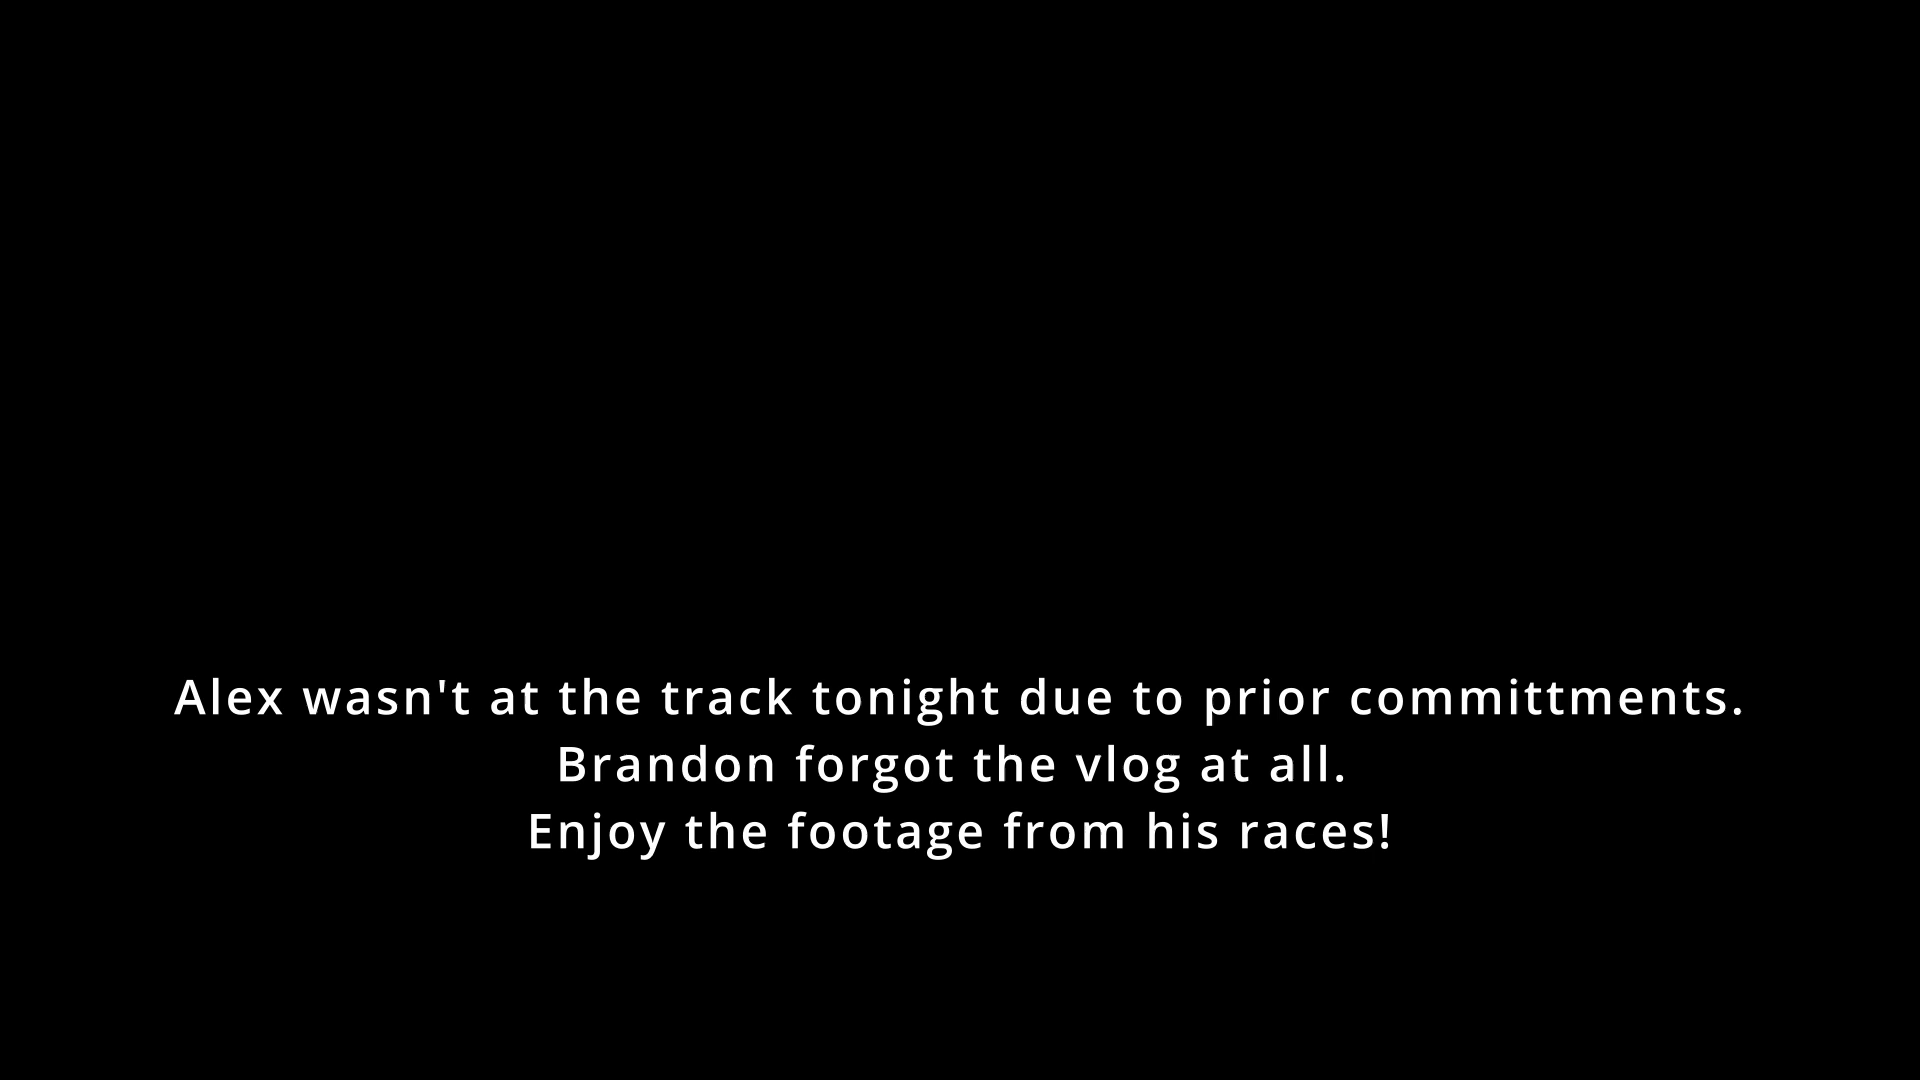 Alex wasn't at the track tonight due to prior committments.
Brandon forgot the vlog at all.
Enjoy the footage from his races!